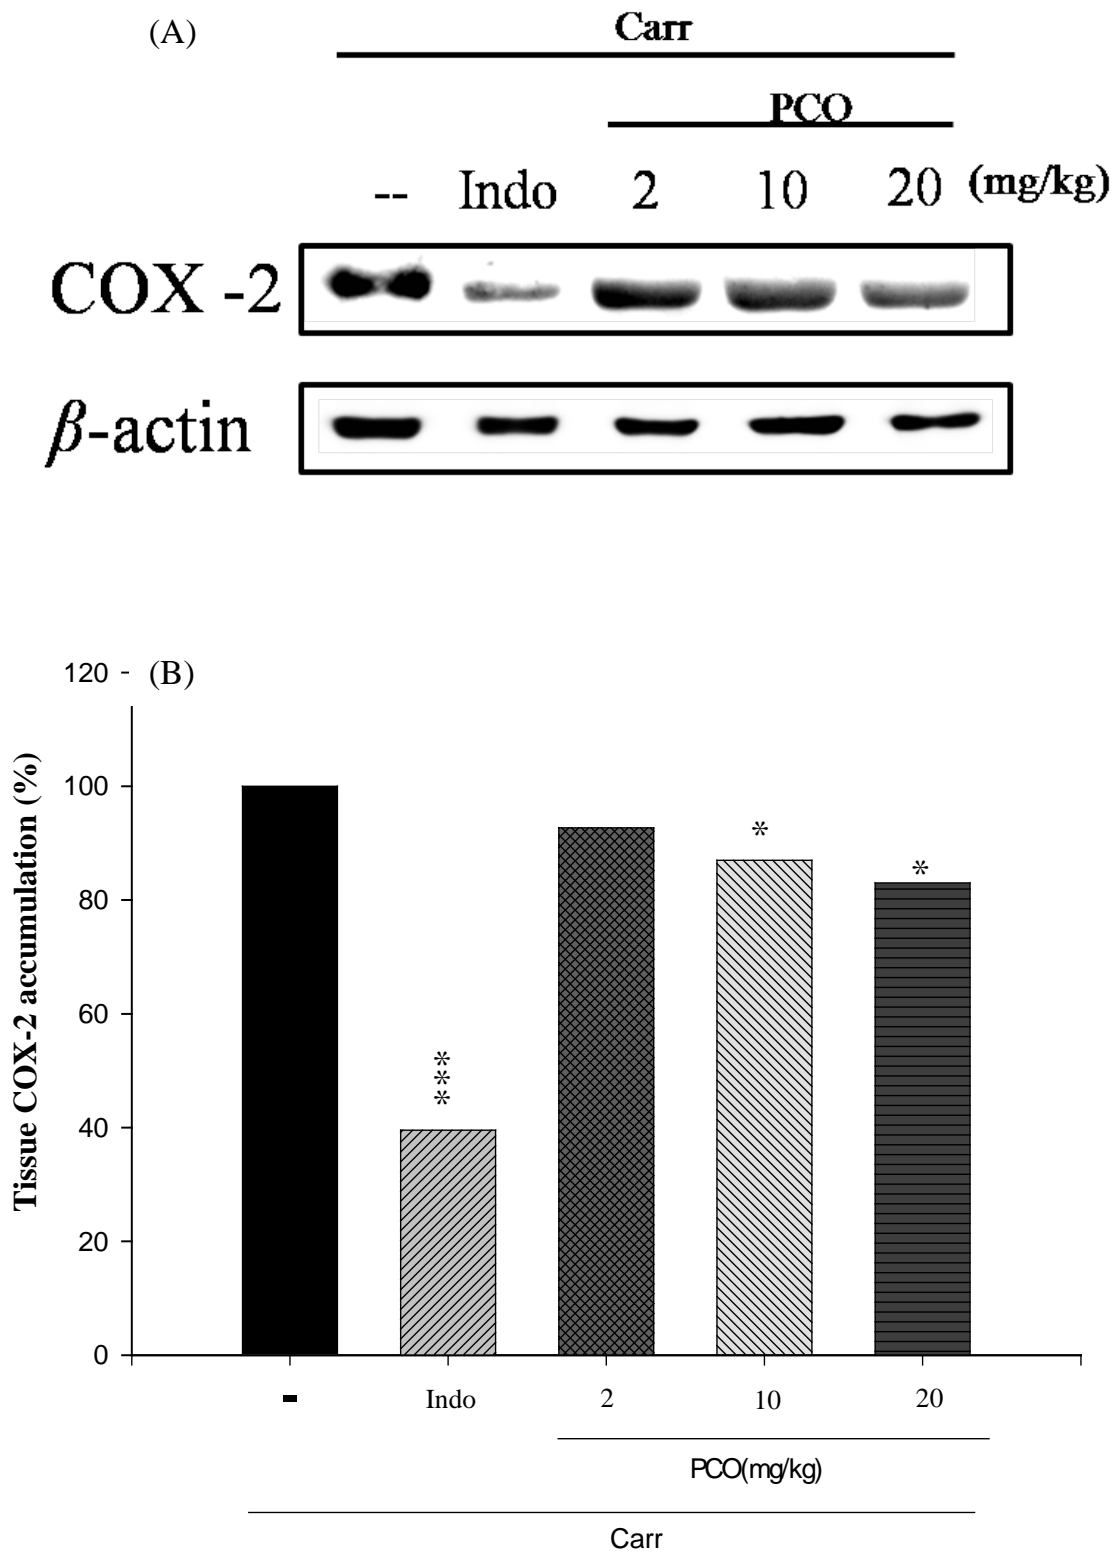 (A)
Carr
PCO
-- Indo 2 10 20 (mg/kg)
COX -2
β-actin
(B)
120
100
80
60
40
20
0
Tissue COX-2 accumulation (%)
***
*
*
- Indo 2 10 20
PCO(mg/kg)
Carr